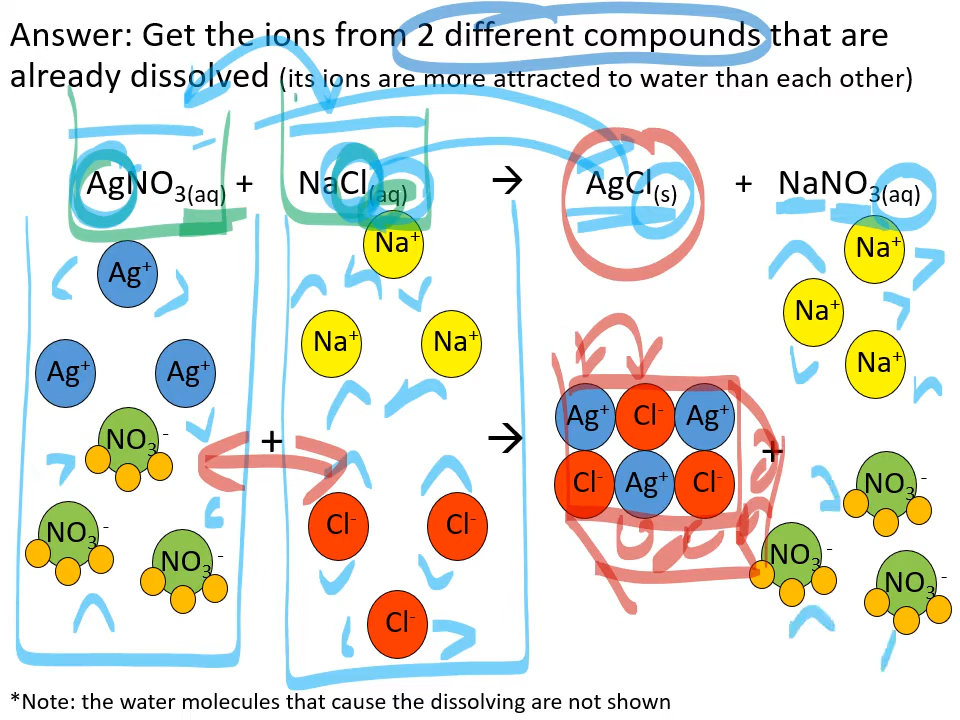 Answer: Get the ions from 2 different compounds that are
already dissolved (its ions are more attracted to water than each other)
AgNO3(aq) + NaCl(aq) → AgCl(s) + NaNO3(aq)
Na⁺ Na⁺
Ag⁺
Na⁺
Na⁺ Na⁺
Ag⁺ Ag⁺ Na⁺
Ag⁺ Cl⁻ Ag⁺
NO3⁻ + → +
Cl⁻ Ag⁺ Cl⁻ NO3⁻
Cl⁻ Cl⁻
NO3⁻ NO3⁻
NO3⁻ NO3⁻
Cl⁻
*Note: the water molecules that cause the dissolving are not shown